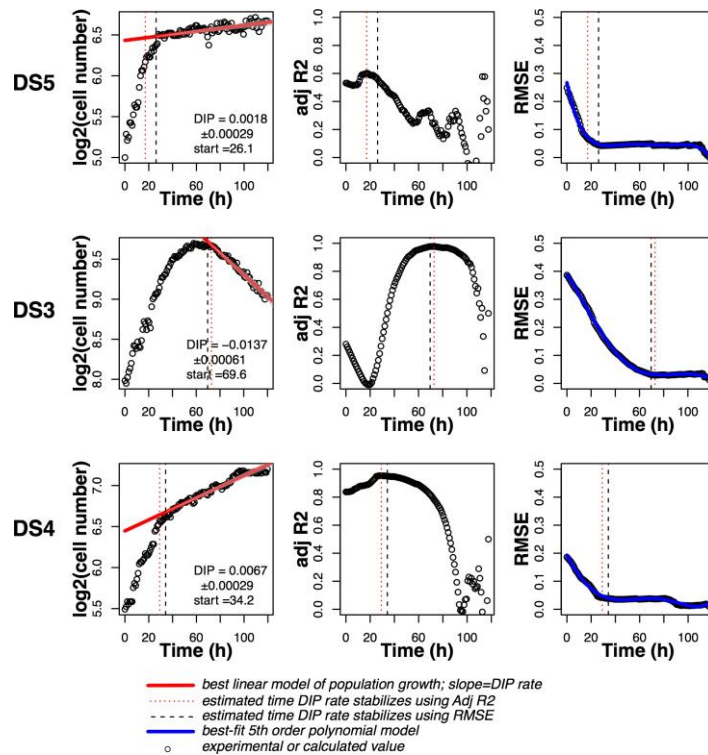 DS5
log2(cell number)
5.0 5.5 6.0 6.5
DIP = 0.0018
±0.00029
start =26.1
0 20 60 100
Time (h)
adj R2
0.0 0.2 0.4 0.6 0.8 1.0
0 20 60 100
Time (h)
RMSE
0.0 0.1 0.2 0.3 0.4 0.5
0 20 60 100
Time (h)
DS3
log2(cell number)
8.0 8.5 9.0 9.5
DIP = −0.0137
±0.00061
start =69.6
0 20 60 100
Time (h)
adj R2
0.0 0.2 0.4 0.6 0.8 1.0
0 20 60 100
Time (h)
RMSE
0.0 0.1 0.2 0.3 0.4 0.5
0 20 60 100
Time (h)
DS4
log2(cell number)
5.5 6.0 6.5 7.0
DIP = 0.0067
±0.00029
start =34.2
0 20 60 100
Time (h)
adj R2
0.0 0.2 0.4 0.6 0.8 1.0
0 20 60 100
Time (h)
RMSE
0.0 0.1 0.2 0.3 0.4 0.5
0 20 60 100
Time (h)
best linear model of population growth; slope=DIP rate
estimated time DIP rate stabilizes using Adj R2
estimated time DIP rate stabilizes using RMSE
best-fit 5th order polynomial model
experimental or calculated value